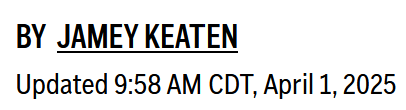 BY JAMEY KEATEN
Updated 9:58 AM CDT, April 1, 2025